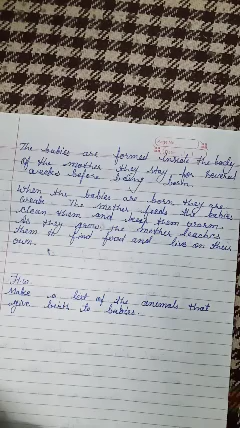 The babies are formed inside the body
of the mother. They stay for several
weeks before being born.
When the babies are born they are
weak. The mother feeds its babies
clean them and keep them warm.
As they grow, the mother teaches
them to find food and live on their
own.
H.W.
Make a list of the animals that
give birth to babies.